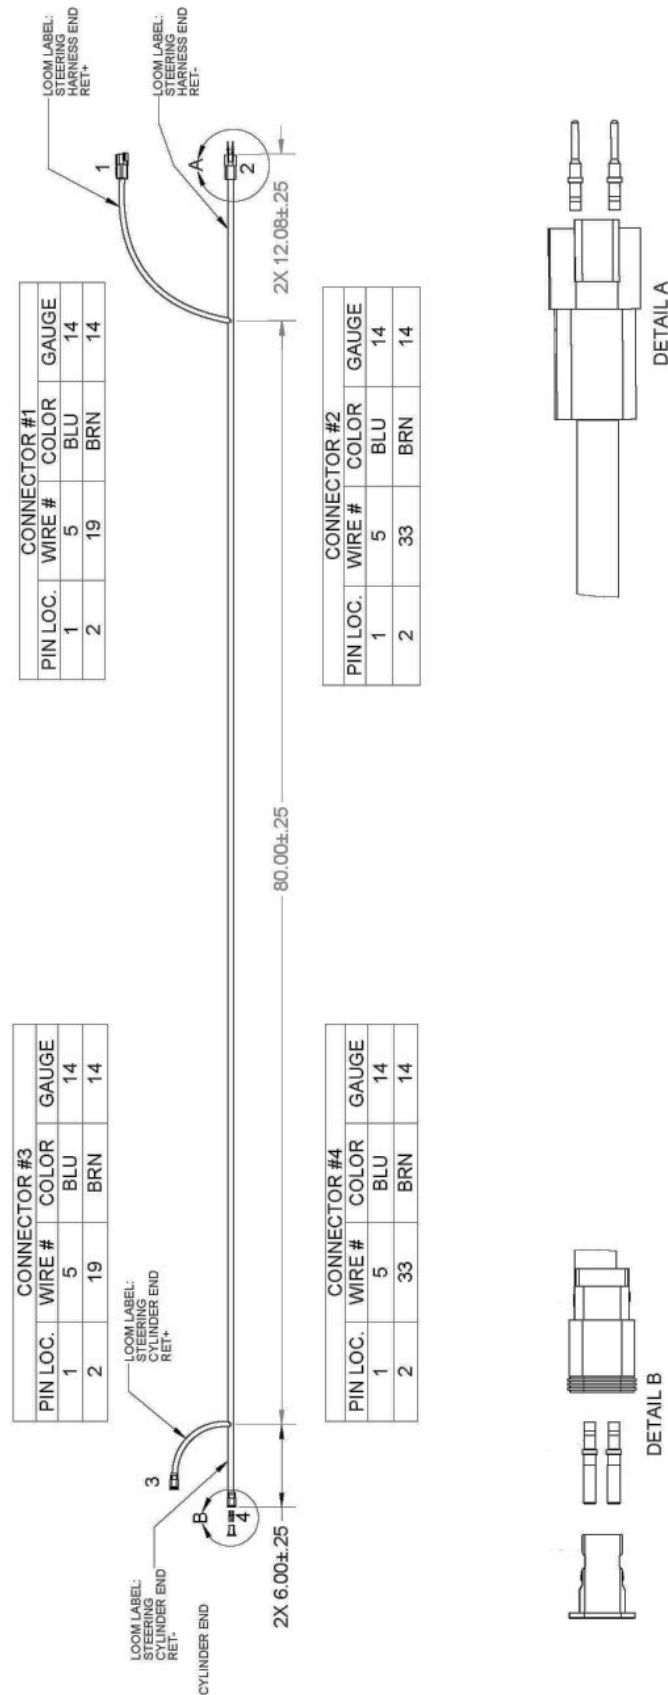 LOOM LABEL:
STEERING
HARNESS END
RET+
LOOM LABEL:
STEERING
HARNESS END
RET-
1
A
2
2X 12.08±.25
CONNECTOR #1
PIN LOC. WIRE # COLOR GAUGE
1 5 BLU 14
2 19 BRN 14
CONNECTOR #2
PIN LOC. WIRE # COLOR GAUGE
1 5 BLU 14
2 33 BRN 14
DETAIL A
80.00±.25
CONNECTOR #3
PIN LOC. WIRE # COLOR GAUGE
1 5 BLU 14
2 19 BRN 14
CONNECTOR #4
PIN LOC. WIRE # COLOR GAUGE
1 5 BLU 14
2 33 BRN 14
LOOM LABEL:
STEERING
CYLINDER END
RET+
3
B
4
2X 6.00±.25
LOOM LABEL:
STEERING
CYLINDER END
RET-
CYLINDER END
DETAIL B